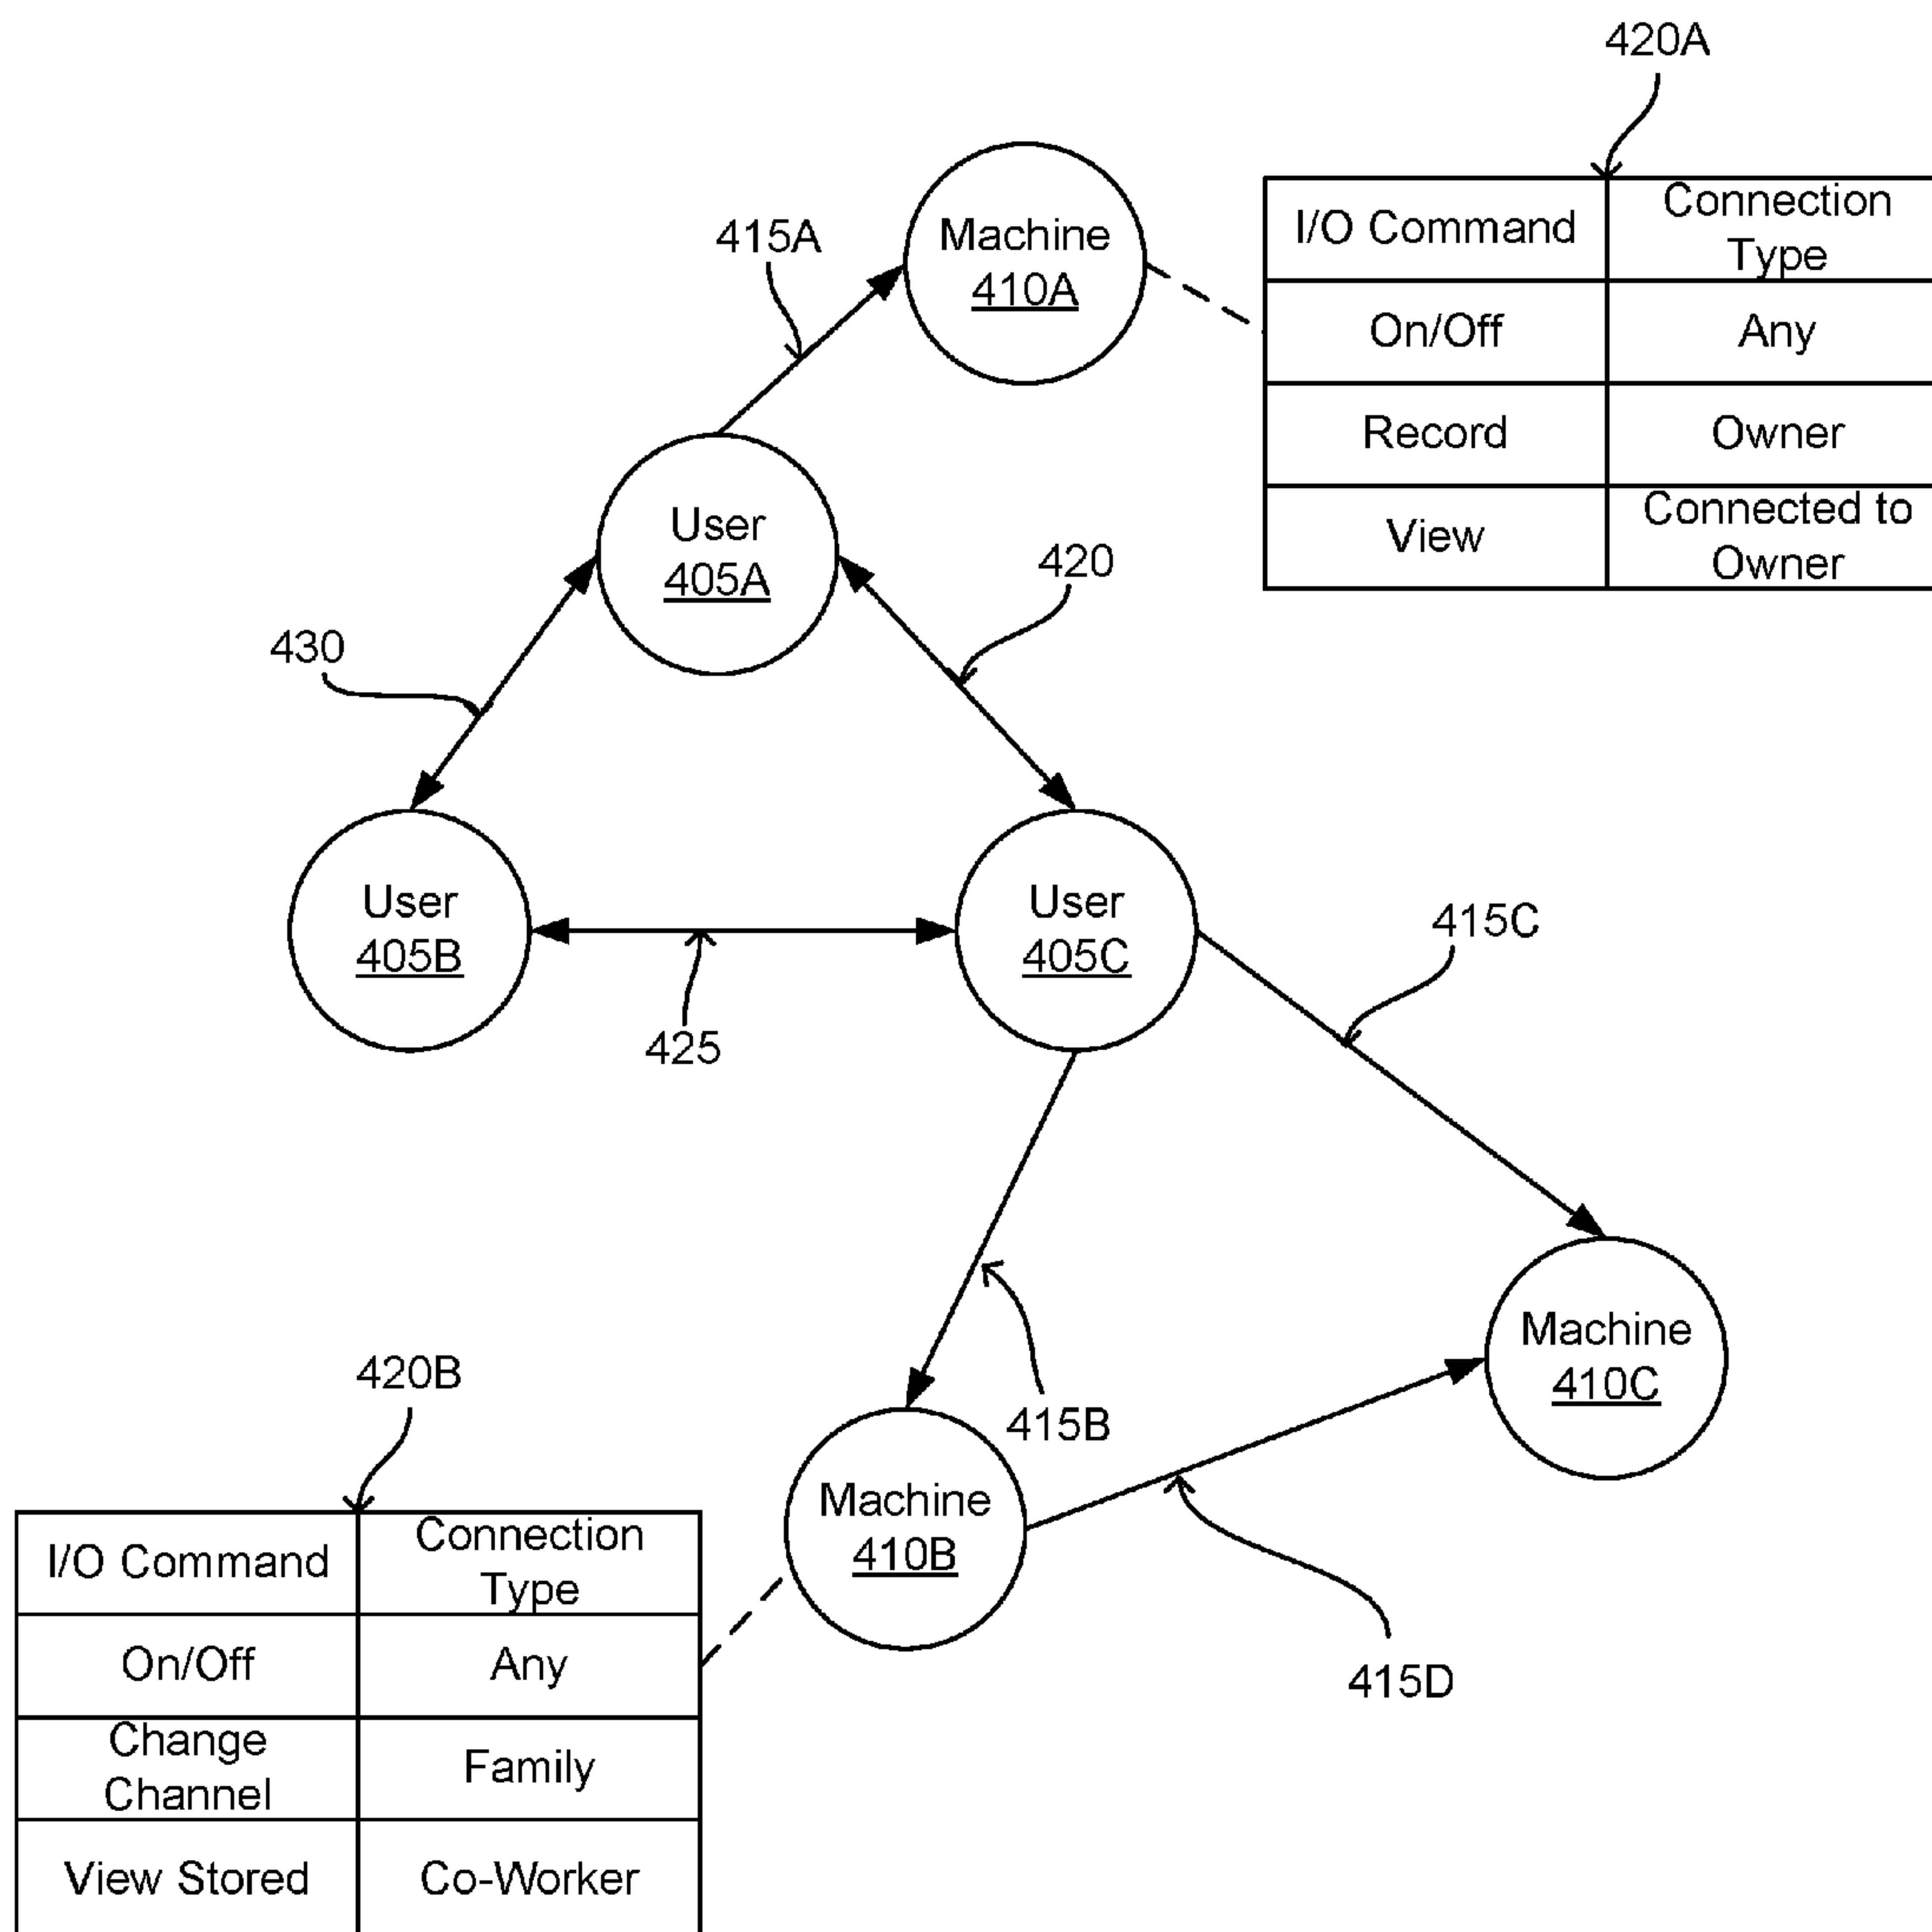 420A
I/O Command
Connection
Type
On/Off
Any
Record
Owner
View
Connected to
Owner
415A
Machine
410A
User
405A
420
430
User
405B
User
405C
425
415C
415B
Machine
410C
420B
Machine
410B
415D
I/O Command
Connection
Type
On/Off
Any
Change
Channel
Family
View Stored
Co-Worker